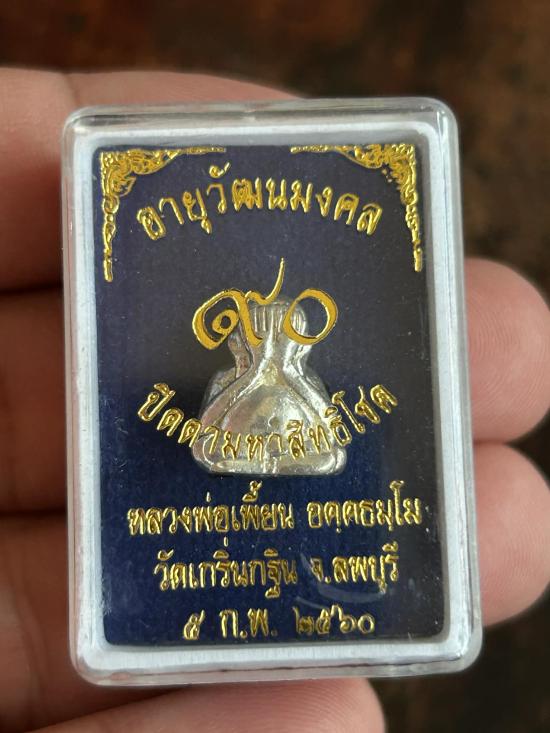 อายุวัฒนมงคล
๙๐
ปิดตามหาสิทธิโชค
หลวงพ่อเพี้ยน อคฺคธมฺโม
วัดเกริ่นกฐิน จ.ลพบุรี
๕ ก.พ. ๒๕๖๐